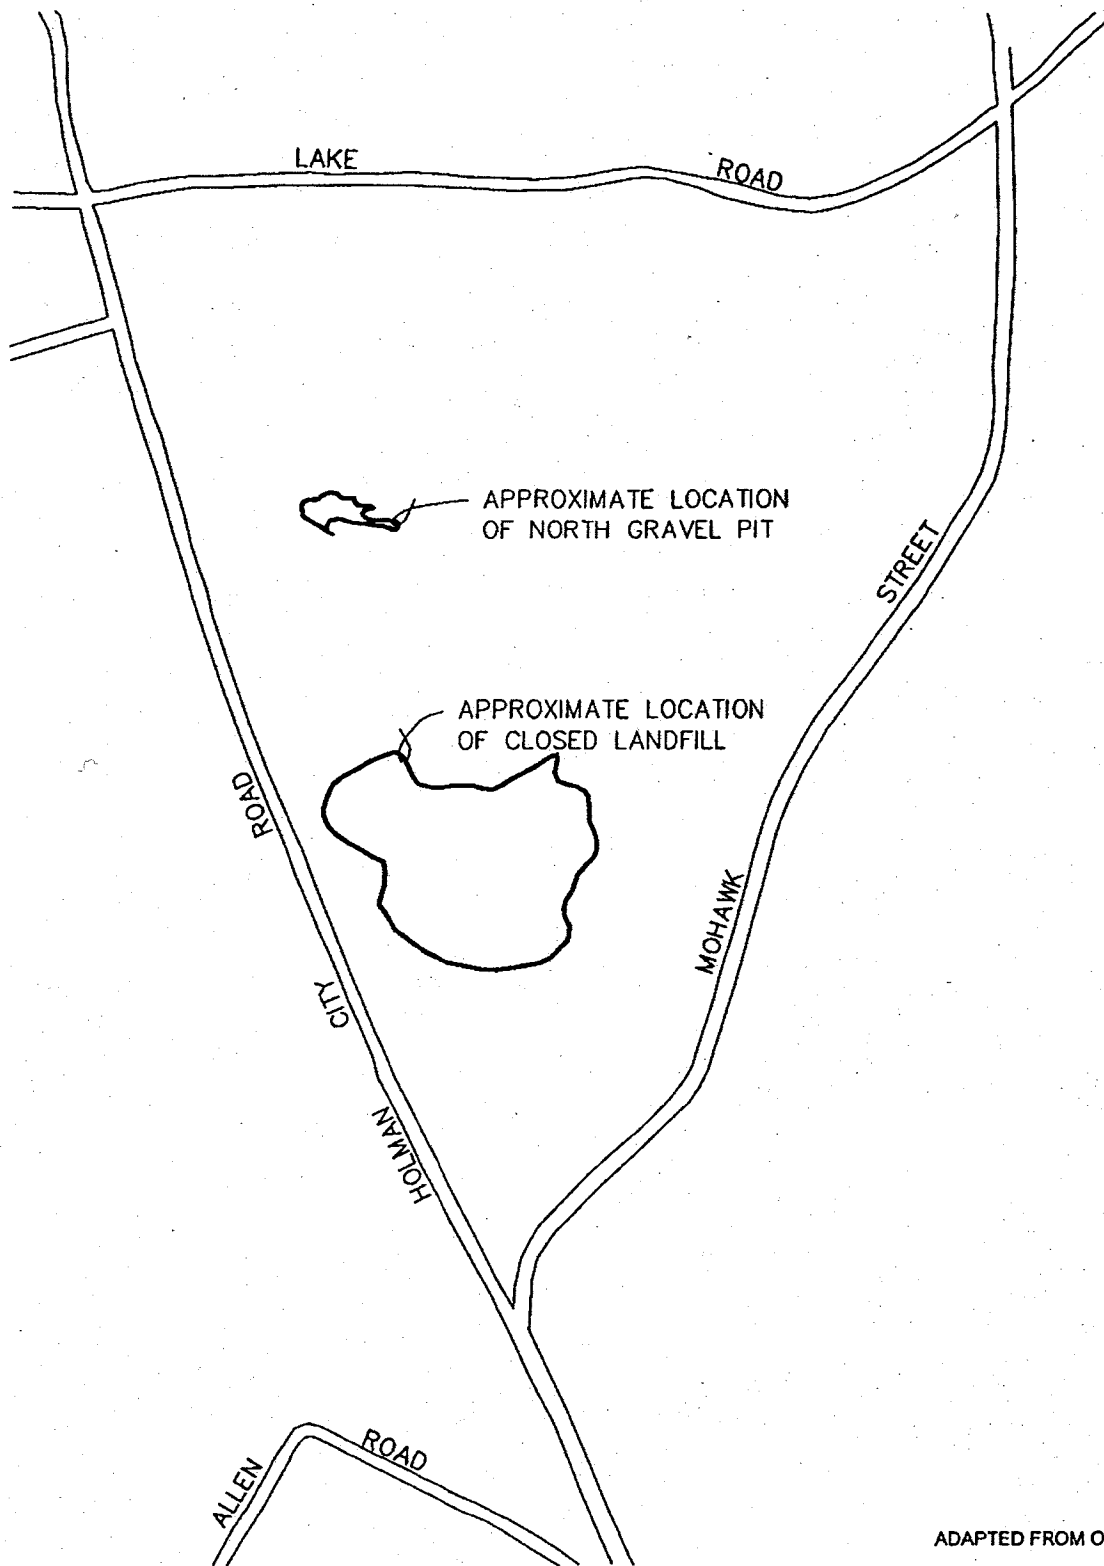 LAKE ROAD
APPROXIMATE LOCATION
OF NORTH GRAVEL PIT
STREET
APPROXIMATE LOCATION
OF CLOSED LANDFILL
ROAD
MOHAWK
CITY
HOLMAN
ROAD
ALLEN
ADAPTED FROM